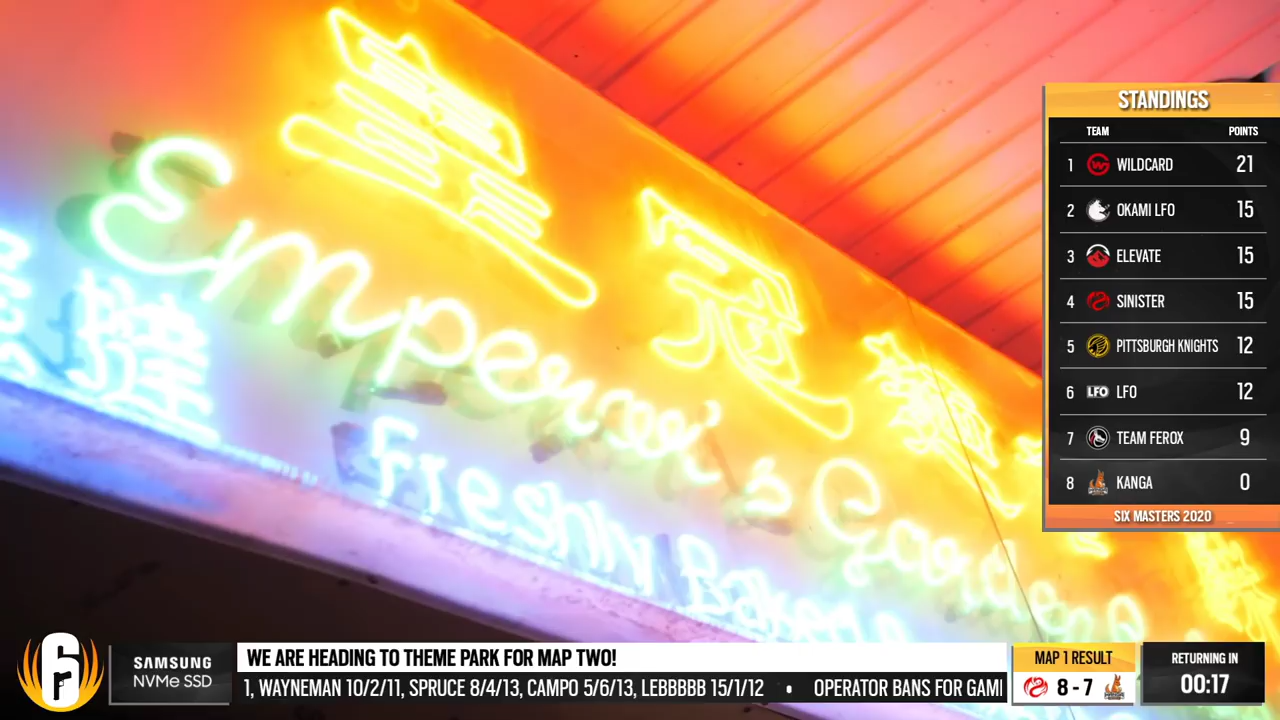 皇冠
Emperor's Garden
STANDINGS
TEAM POINTS
1 WILDCARD 21
2 OKAMI LFO 15
3 ELEVATE 15
4 SINISTER 15
5 PITTSBURGH KNIGHTS 12
6 LFO LFO 12
7 TEAM FEROX 9
8 KANGA 0
SIX MASTERS 2020
SAMSUNG
NVMe SSD
WE ARE HEADING TO THEME PARK FOR MAP TWO!
1, WAYNEMAN 10/2/11, SPRUCE 8/4/13, CAMPO 5/6/13, LEBBBBB 15/1/12 • OPERATOR BANS FOR GAM
MAP 1 RESULT
8 - 7
RETURNING IN
00:17